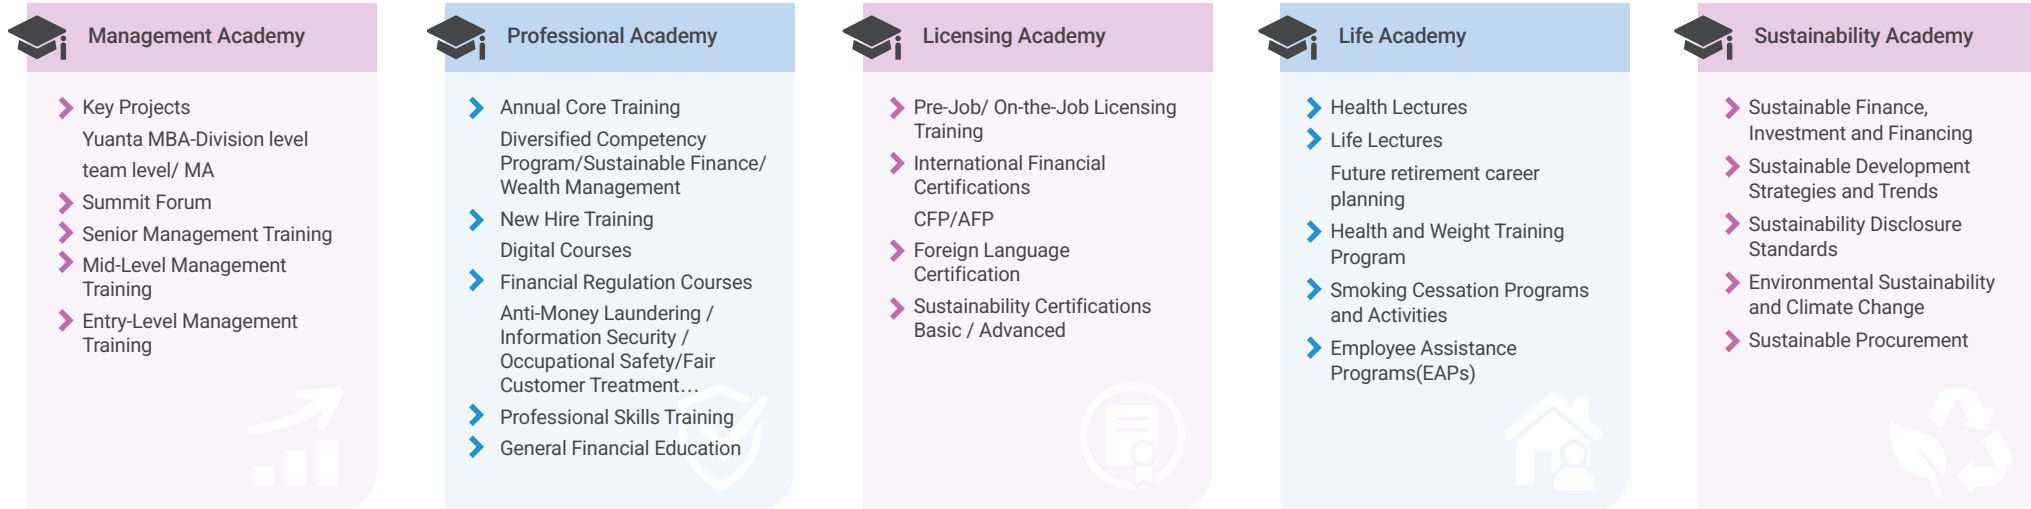 Management Academy
Key Projects
Yuanta MBA-Division level
team level/ MA
Summit Forum
Senior Management Training
Mid-Level Management
Training
Entry-Level Management
Training
Professional Academy
Annual Core Training
Diversified Competency
Program/Sustainable Finance/
Wealth Management
New Hire Training
Digital Courses
Financial Regulation Courses
Anti-Money Laundering /
Information Security /
Occupational Safety/Fair
Customer Treatment…
Professional Skills Training
General Financial Education
Licensing Academy
Pre-Job/ On-the-Job Licensing
Training
International Financial
Certifications
CFP/AFP
Foreign Language
Certification
Sustainability Certifications
Basic / Advanced
Life Academy
Health Lectures
Life Lectures
Future retirement career
planning
Health and Weight Training
Program
Smoking Cessation Programs
and Activities
Employee Assistance
Programs(EAPs)
Sustainability Academy
Sustainable Finance,
Investment and Financing
Sustainable Development
Strategies and Trends
Sustainability Disclosure
Standards
Environmental Sustainability
and Climate Change
Sustainable Procurement